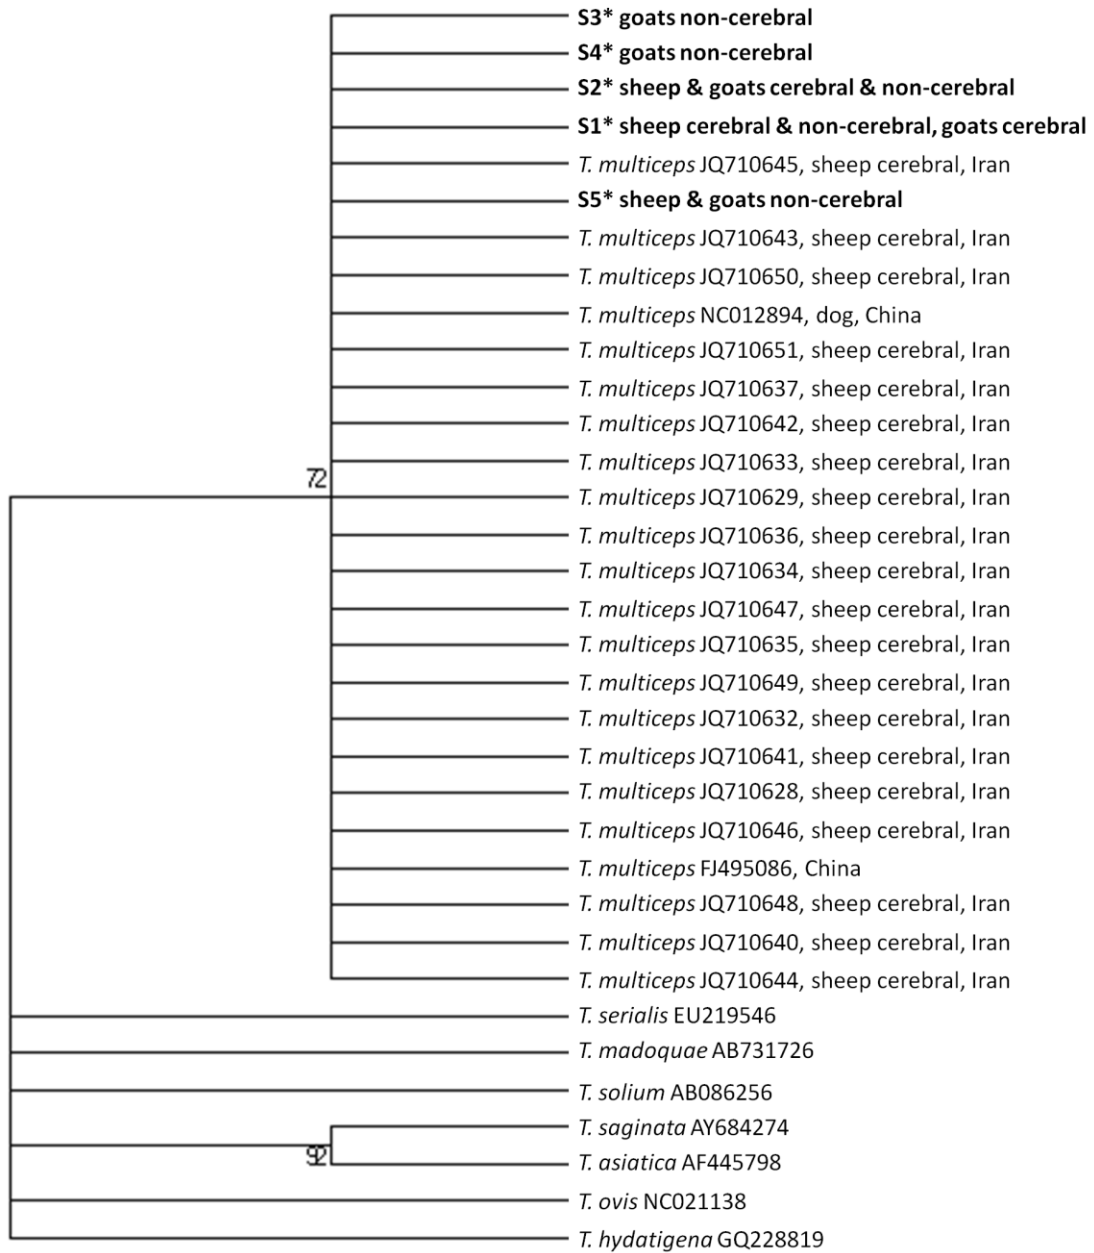 S3* goats non-cerebral
S4* goats non-cerebral
S2* sheep & goats cerebral & non-cerebral
S1* sheep cerebral & non-cerebral, goats cerebral
T. multiceps JQ710645, sheep cerebral, Iran
S5* sheep & goats non-cerebral
T. multiceps JQ710643, sheep cerebral, Iran
T. multiceps JQ710650, sheep cerebral, Iran
T. multiceps NC012894, dog, China
T. multiceps JQ710651, sheep cerebral, Iran
T. multiceps JQ710637, sheep cerebral, Iran
T. multiceps JQ710642, sheep cerebral, Iran
T. multiceps JQ710633, sheep cerebral, Iran
72
T. multiceps JQ710629, sheep cerebral, Iran
T. multiceps JQ710636, sheep cerebral, Iran
T. multiceps JQ710634, sheep cerebral, Iran
T. multiceps JQ710647, sheep cerebral, Iran
T. multiceps JQ710635, sheep cerebral, Iran
T. multiceps JQ710649, sheep cerebral, Iran
T. multiceps JQ710632, sheep cerebral, Iran
T. multiceps JQ710641, sheep cerebral, Iran
T. multiceps JQ710628, sheep cerebral, Iran
T. multiceps JQ710646, sheep cerebral, Iran
T. multiceps FJ495086, China
T. multiceps JQ710648, sheep cerebral, Iran
T. multiceps JQ710640, sheep cerebral, Iran
T. multiceps JQ710644, sheep cerebral, Iran
T. serialis EU219546
T. madoquae AB731726
T. solium AB086256
T. saginata AY684274
92
T. asiatica AF445798
T. ovis NC021138
T. hydatigena GQ228819